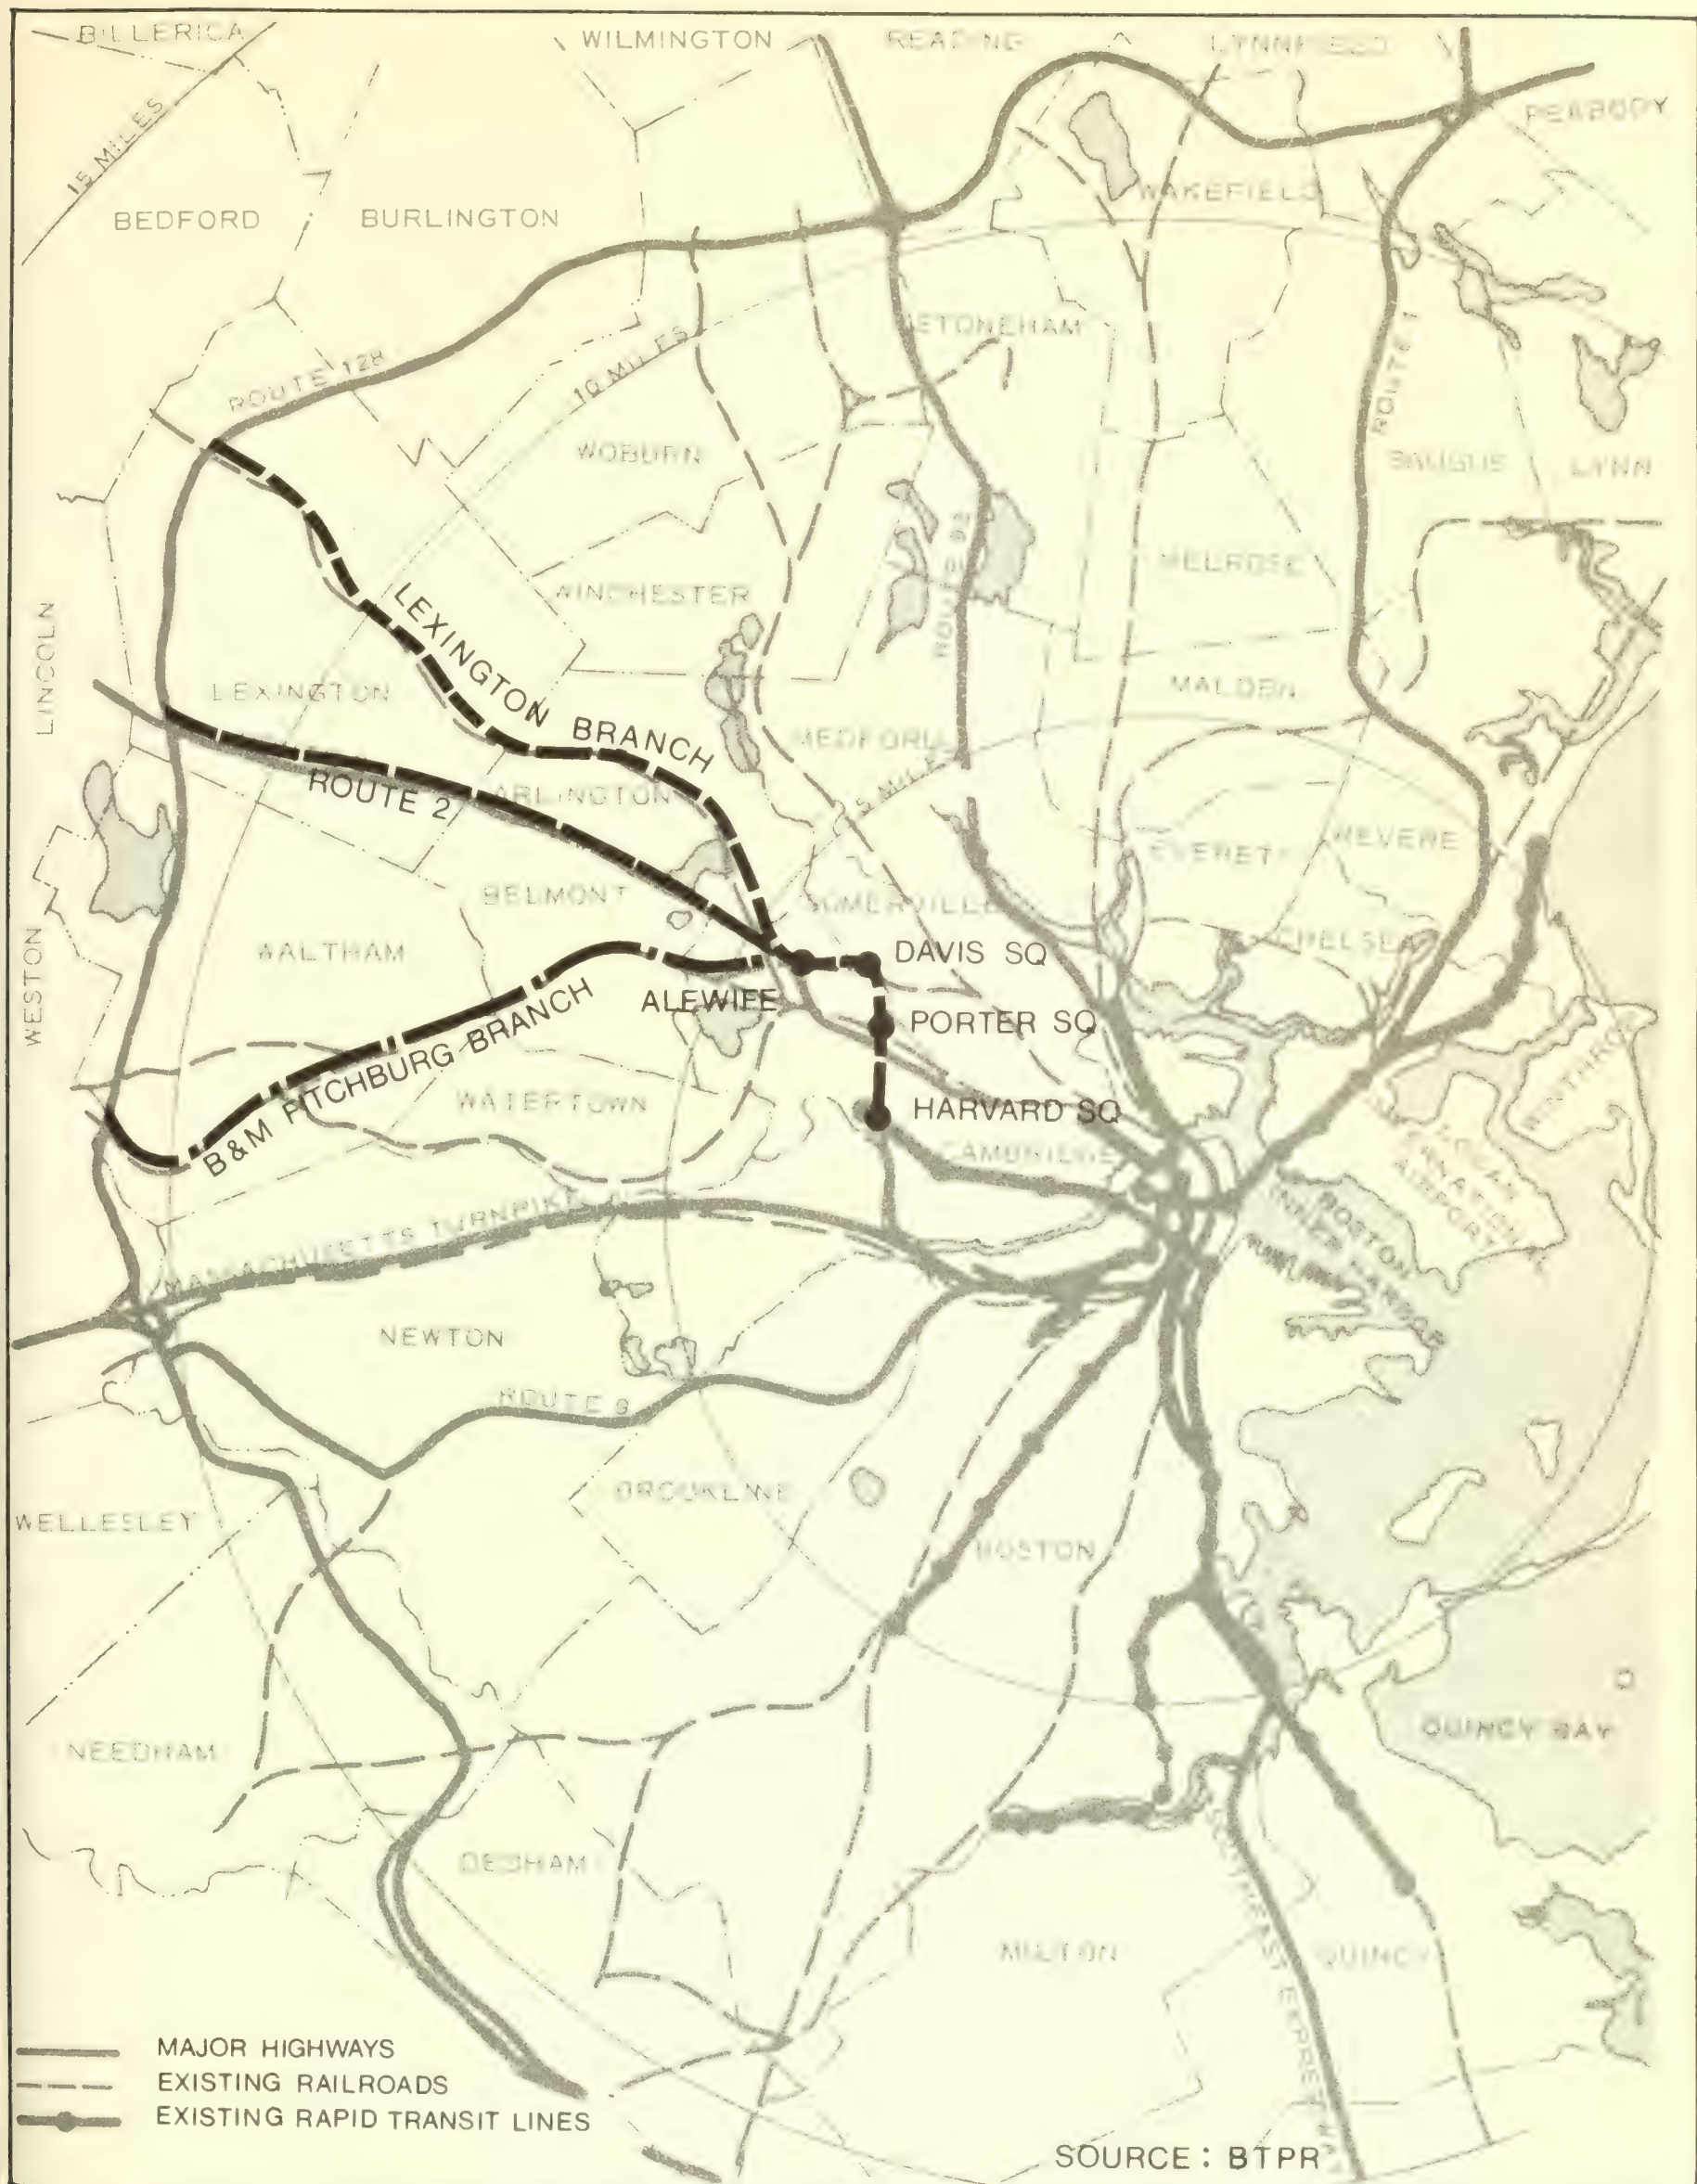 BILLERICA
WILMINGTON
READING
LYNNFIELD
PEABODY
15 MILES
BEDFORD
BURLINGTON
WAKEFIELD
STONEHAM
ROUTE 128
10 MILES
ROUTE 1
WOBURN
SAUGUS
LYNN
ROUTE 93
WINCHESTER
MELROSE
LINCOLN
LEXINGTON
LEXINGTON BRANCH
MALDEN
MEDFORD
ROUTE 2
ARLINGTON
5 MILES
EVERETT
REVERE
BELMONT
SOMERVILLE
WALTHAM
CHELSEA
WESTON
DAVIS SQ
ALEWIFE
PORTER SQ
B&M FITCHBURG BRANCH
WINTHROP
WATERTOWN
HARVARD SQ
CAMBRIDGE
LOGAN
INTERNATIONAL
AIRPORT
BOSTON
INNER HARBOR
MASSACHUSETTS TURNPIKE
NEWTON
ROUTE 9
BROOKLINE
WELLESLEY
BOSTON
NEEDHAM
QUINCY BAY
DEDHAM
MILTON
QUINCY
SOUTHEAST EXPRESSWAY
MAJOR HIGHWAYS
EXISTING RAILROADS
EXISTING RAPID TRANSIT LINES
SOURCE: BTPR